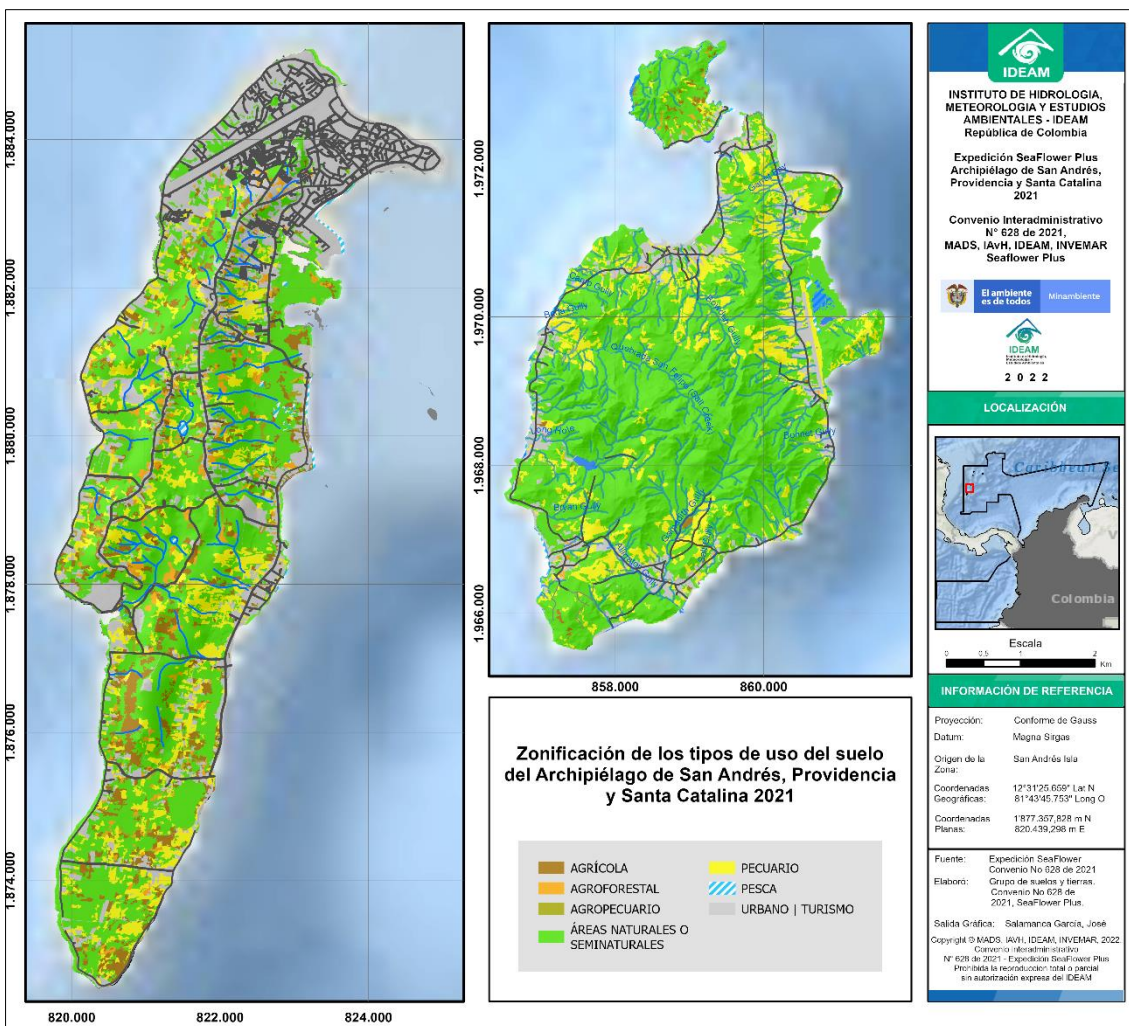 1.884.000
1.882.000
1.880.000
1.878.000
1.876.000
1.874.000
820.000
822.000
824.000
1.972.000
1.970.000
1.968.000
1.966.000
858.000
860.000
Quebrada San Felipe
Creek
Bonnet Gully
Long Hole
Bryan Gully
Zonificación de los tipos de uso del suelo
del Archipiélago de San Andrés, Providencia
y Santa Catalina 2021
AGRÍCOLA
AGROFORESTAL
AGROPECUARIO
ÁREAS NATURALES O
SEMINATURALES
PECUARIO
PESCA
URBANO | TURISMO
IDEAM
INSTITUTO DE HIDROLOGIA,
METEOROLOGIA Y ESTUDIOS
AMBIENTALES - IDEAM
República de Colombia
Expedición SeaFlower Plus
Archipiélago de San Andrés,
Providencia y Santa Catalina
2021
Convenio Interadministrativo
N° 628 de 2021,
MADS, IAvH, IDEAM, INVEMAR
Seaflower Plus
El ambiente
es de todos
Minambiente
IDEAM
2 0 2 2
LOCALIZACIÓN
Caribbean Se
Colombia
Escala
0 0.5 1 2
Km
INFORMACIÓN DE REFERENCIA
Proyección: Conforme de Gauss
Datum: Magna Sirgas
Origen de la San Andrés Isla
Zona:
Coordenadas 12°31'25.659" Lat N
Geográficas: 81°43'45.753" Long O
Coordenadas 1'877.357,828 m N
Planas: 820.439,298 m E
Fuente: Expedición SeaFlower
Convenio No 628 de 2021
Elaboró: Grupo de suelos y tierras.
Convenio No 628 de
2021, SeaFlower Plus.
Salida Gráfica: Salamanca García, José
Copyright © MADS, IAVH, IDEAM, INVEMAR, 2022.
Convenio interadministrativo
N° 628 de 2021 - Expedición SeaFlower Plus
Prohibida la reproduccion total o parcial
sin autorización expresa del IDEAM